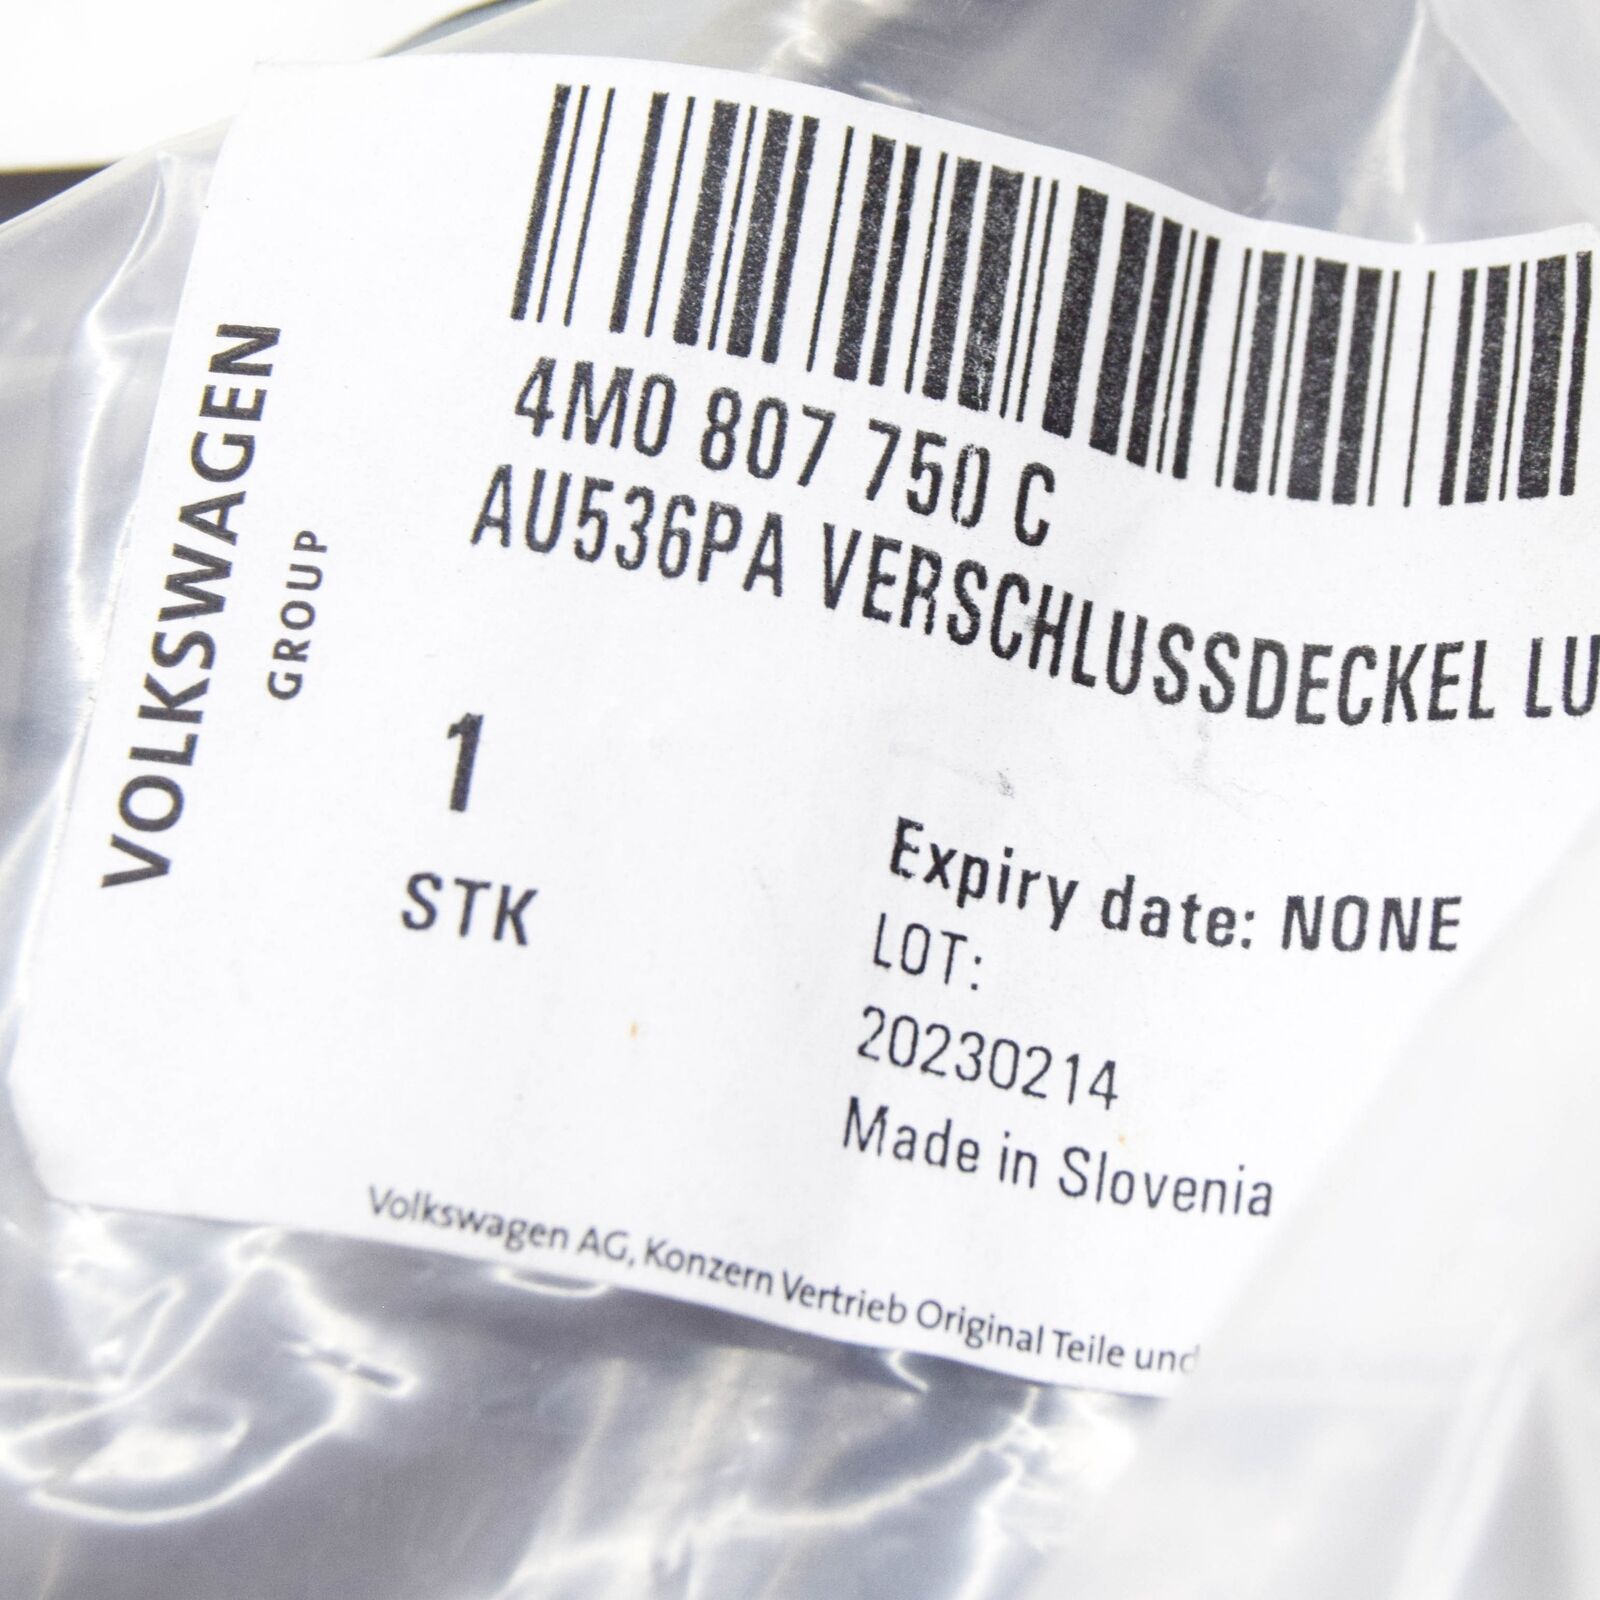 VOLKSWAGEN
GROUP
4M0 807 750 C
AU536PA VERSCHLUSSDECKEL LU
1
STK
Expiry date: NONE
LOT:
20230214
Made in Slovenia
Volkswagen AG, Konzern Vertrieb Original Teile und